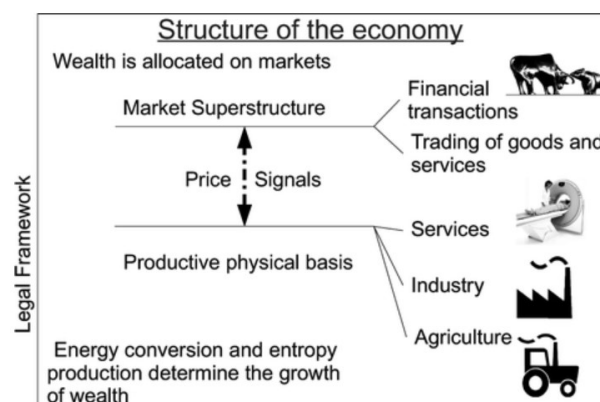 Structure of the economy
Wealth is allocated on markets
Financial
transactions
Market Superstructure
Trading of goods and
services
Price Signals
Services
Productive physical basis
Industry
Agriculture
Energy conversion and entropy
production determine the growth
of wealth
Legal Framework